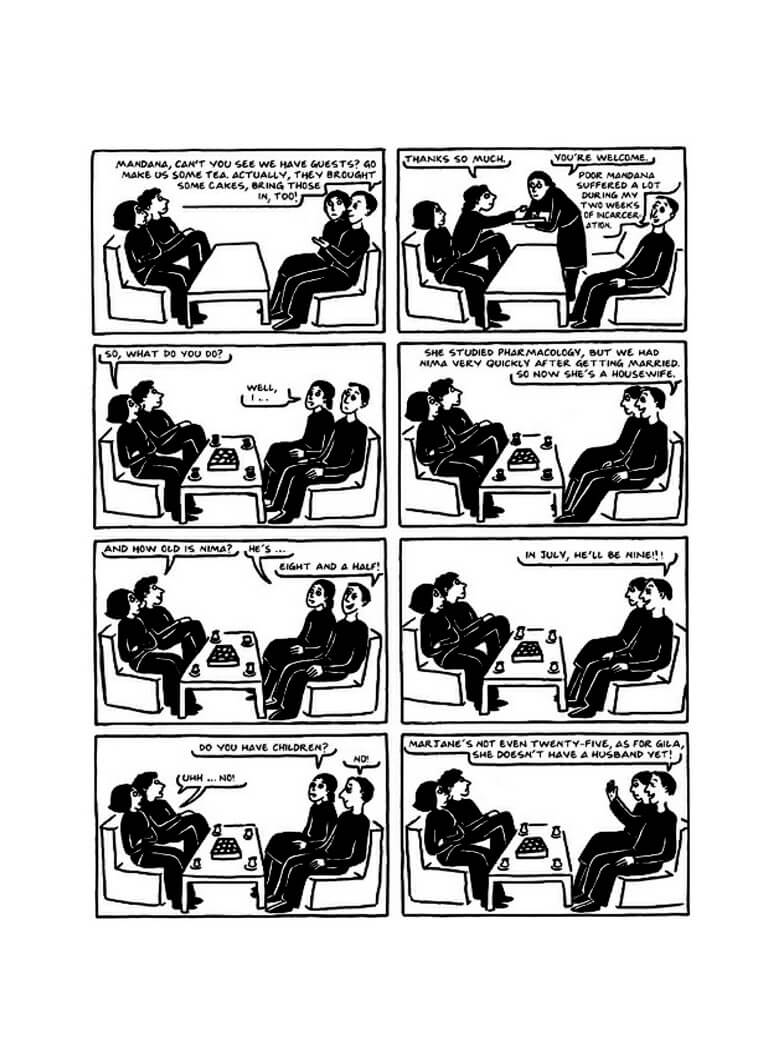 MANDANA, CAN'T YOU SEE WE HAVE GUESTS? GO
MAKE US SOME TEA. ACTUALLY, THEY BROUGHT
SOME CAKES, BRING THOSE
IN, TOO!
THANKS SO MUCH.
YOU'RE WELCOME.
POOR MANDANA
SUFFERED A LOT
DURING MY
TWO WEEKS
OF INCARCER-
ATION.
SO, WHAT DO YOU DO?
WELL,
I ...
SHE STUDIED PHARMACOLOGY, BUT WE HAD
NIMA VERY QUICKLY AFTER GETTING MARRIED.
SO NOW SHE'S A HOUSEWIFE.
AND HOW OLD IS NIMA?
HE'S ...
EIGHT AND A HALF!
IN JULY, HE'LL BE NINE!!!
DO YOU HAVE CHILDREN?
UHH ... NO!
NO!
MARJANE'S NOT EVEN TWENTY-FIVE, AS FOR GILA,
SHE DOESN'T HAVE A HUSBAND YET!